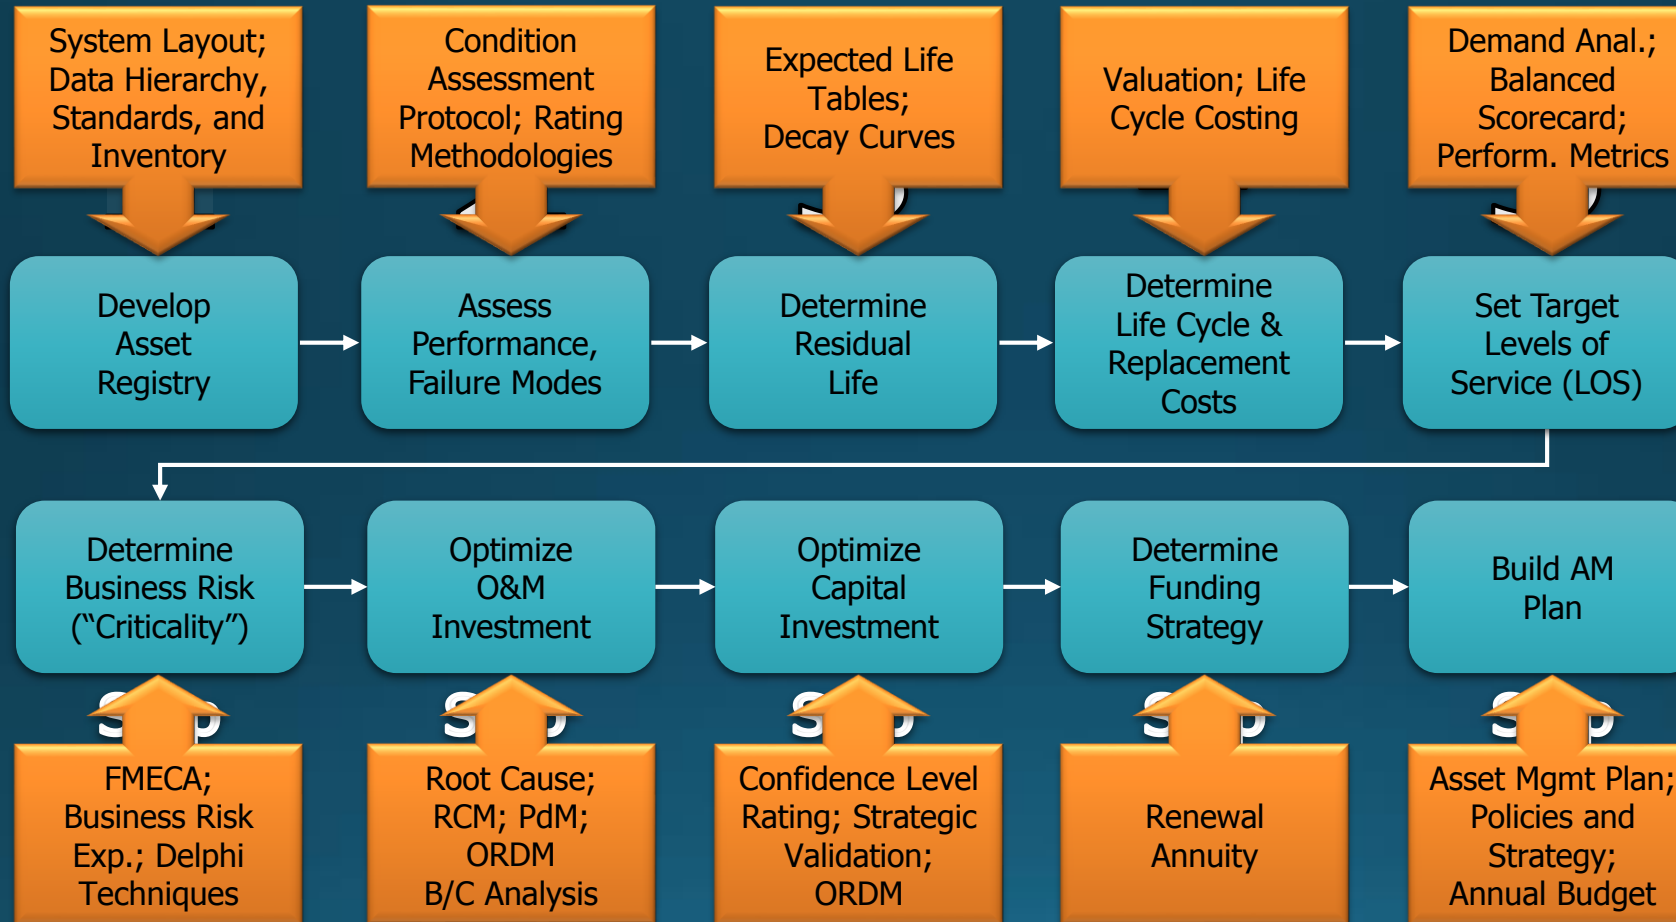 System Layout;
Data Hierarchy,
Standards, and
Inventory
Condition
Assessment
Protocol; Rating
Methodologies
Expected Life
Tables;
Decay Curves
Valuation; Life
Cycle Costing
Demand Anal.;
Balanced
Scorecard;
Perform. Metrics
Develop
Asset
Registry
Assess
Performance,
Failure Modes
Determine
Residual
Life
Determine
Life Cycle &
Replacement
Costs
Set Target
Levels of
Service (LOS)
Determine
Business Risk
(“Criticality”)
Optimize
O&M
Investment
Optimize
Capital
Investment
Determine
Funding
Strategy
Build AM
Plan
FMECA;
Business Risk
Exp.; Delphi
Techniques
Root Cause;
RCM; PdM;
ORDM
B/C Analysis
Confidence Level
Rating; Strategic
Validation;
ORDM
Renewal
Annuity
Asset Mgmt Plan;
Policies and
Strategy;
Annual Budget